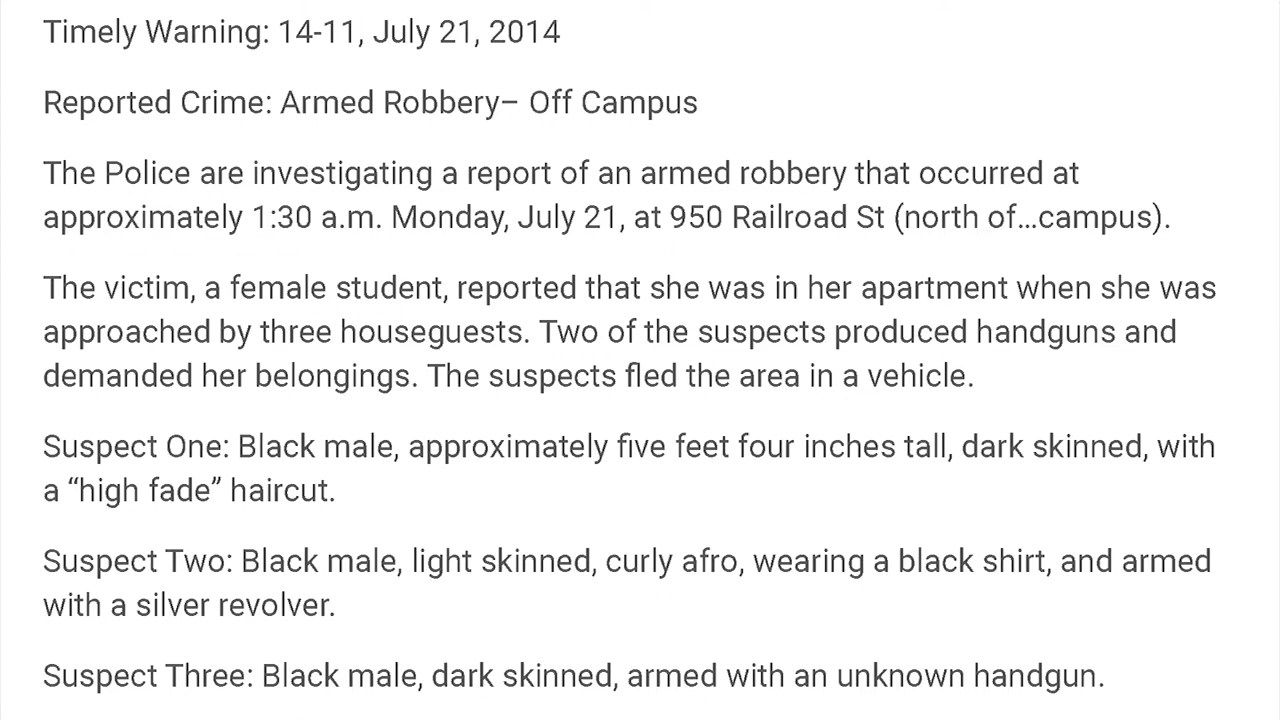 Timely Warning: 14-11, July 21, 2014
Reported Crime: Armed Robbery– Off Campus
The Police are investigating a report of an armed robbery that occurred at
approximately 1:30 a.m. Monday, July 21, at 950 Railroad St (north of...campus).
The victim, a female student, reported that she was in her apartment when she was
approached by three houseguests. Two of the suspects produced handguns and
demanded her belongings. The suspects fled the area in a vehicle.
Suspect One: Black male, approximately five feet four inches tall, dark skinned, with
a “high fade” haircut.
Suspect Two: Black male, light skinned, curly afro, wearing a black shirt, and armed
with a silver revolver.
Suspect Three: Black male, dark skinned, armed with an unknown handgun.